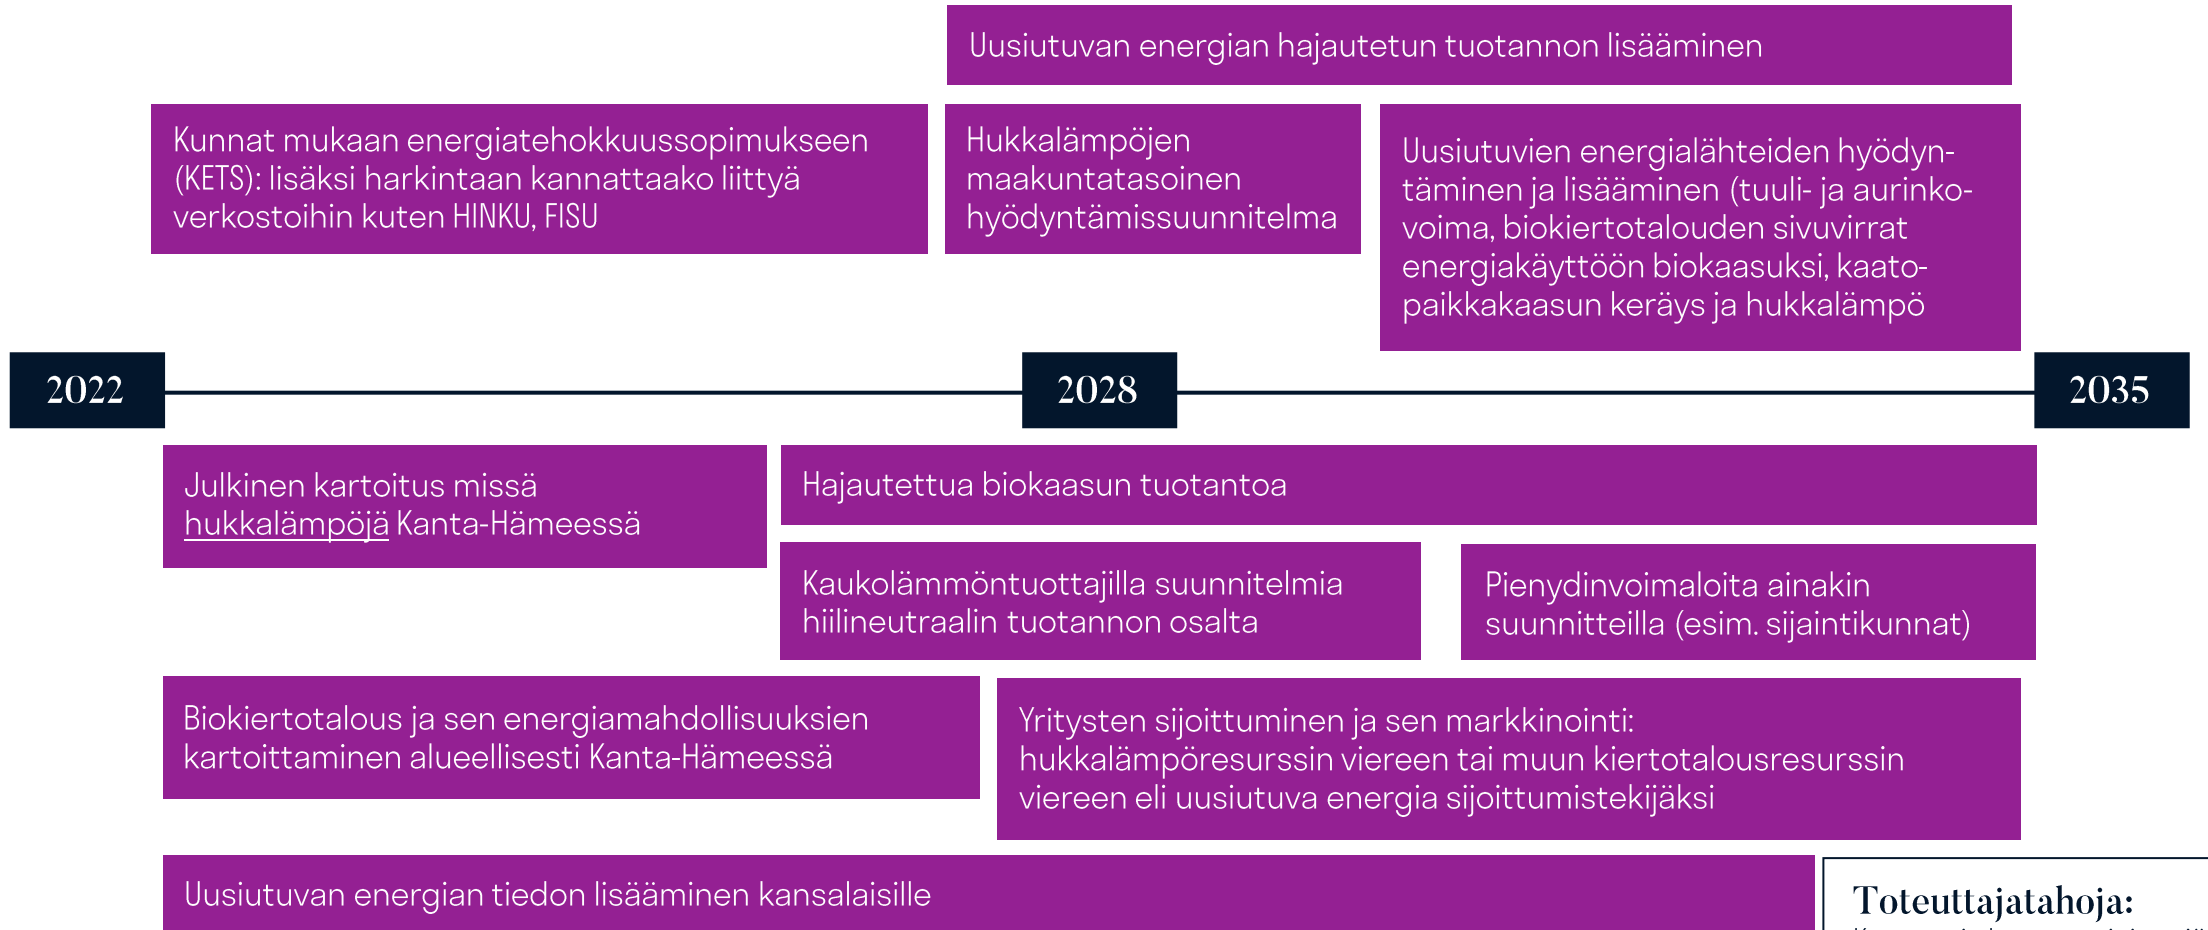 Uusiutuvan energian hajautetun tuotannon lisääminen
Kunnat mukaan energiatehokkuussopimukseen
(KETS): lisäksi harkintaan kannattaako liittyä
verkostoihin kuten HINKU, FISU
Hukkalämpöjen
maakuntatasoinen
hyödyntämissuunnitelma
Uusiutuvien energialähteiden hyödyn-
täminen ja lisääminen (tuuli- ja aurinko-
voima, biokiertotalouden sivuvirrat
energiakäyttöön biokaasuksi, kaato-
paikkakaasun keräys ja hukkalämpö
2022
2028
2035
Julkinen kartoitus missä
hukkalämpöjä Kanta-Hämeessä
Hajautettua biokaasun tuotantoa
Kaukolämmöntuottajilla suunnitelmia
hiilineutraalin tuotannon osalta
Pienydinvoimaloita ainakin
suunnitteilla (esim. sijaintikunnat)
Biokiertotalous ja sen energiamahdollisuuksien
kartoittaminen alueellisesti Kanta-Hämeessä
Yritysten sijoittuminen ja sen markkinointi:
hukkalämpöresurssin viereen tai muun kiertotalousresurssin
viereen eli uusiutuva energia sijoittumistekijäksi
Uusiutuvan energian tiedon lisääminen kansalaisille
Toteuttajatahoja: